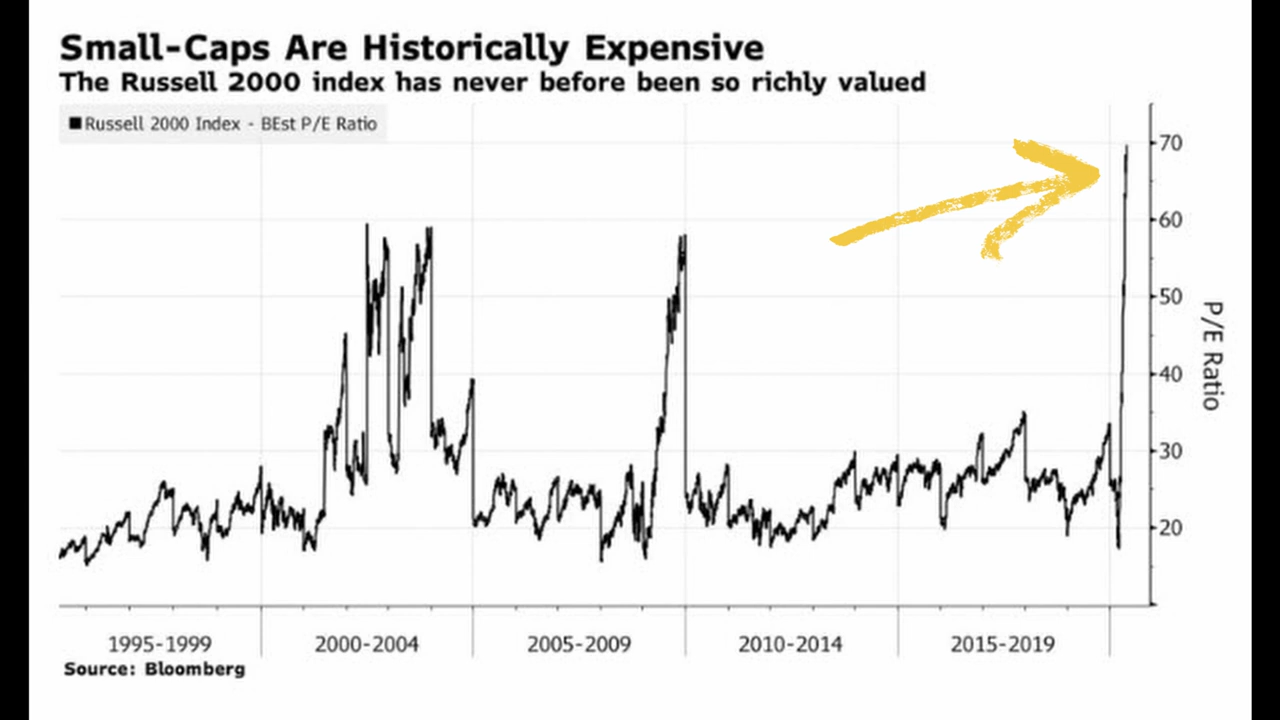 Small-Caps Are Historically Expensive
The Russell 2000 index has never before been so richly valued
Russell 2000 Index - BEst P/E Ratio
70
60
50
40
30
20
P/E Ratio
1995-1999 2000-2004 2005-2009 2010-2014 2015-2019
Source: Bloomberg